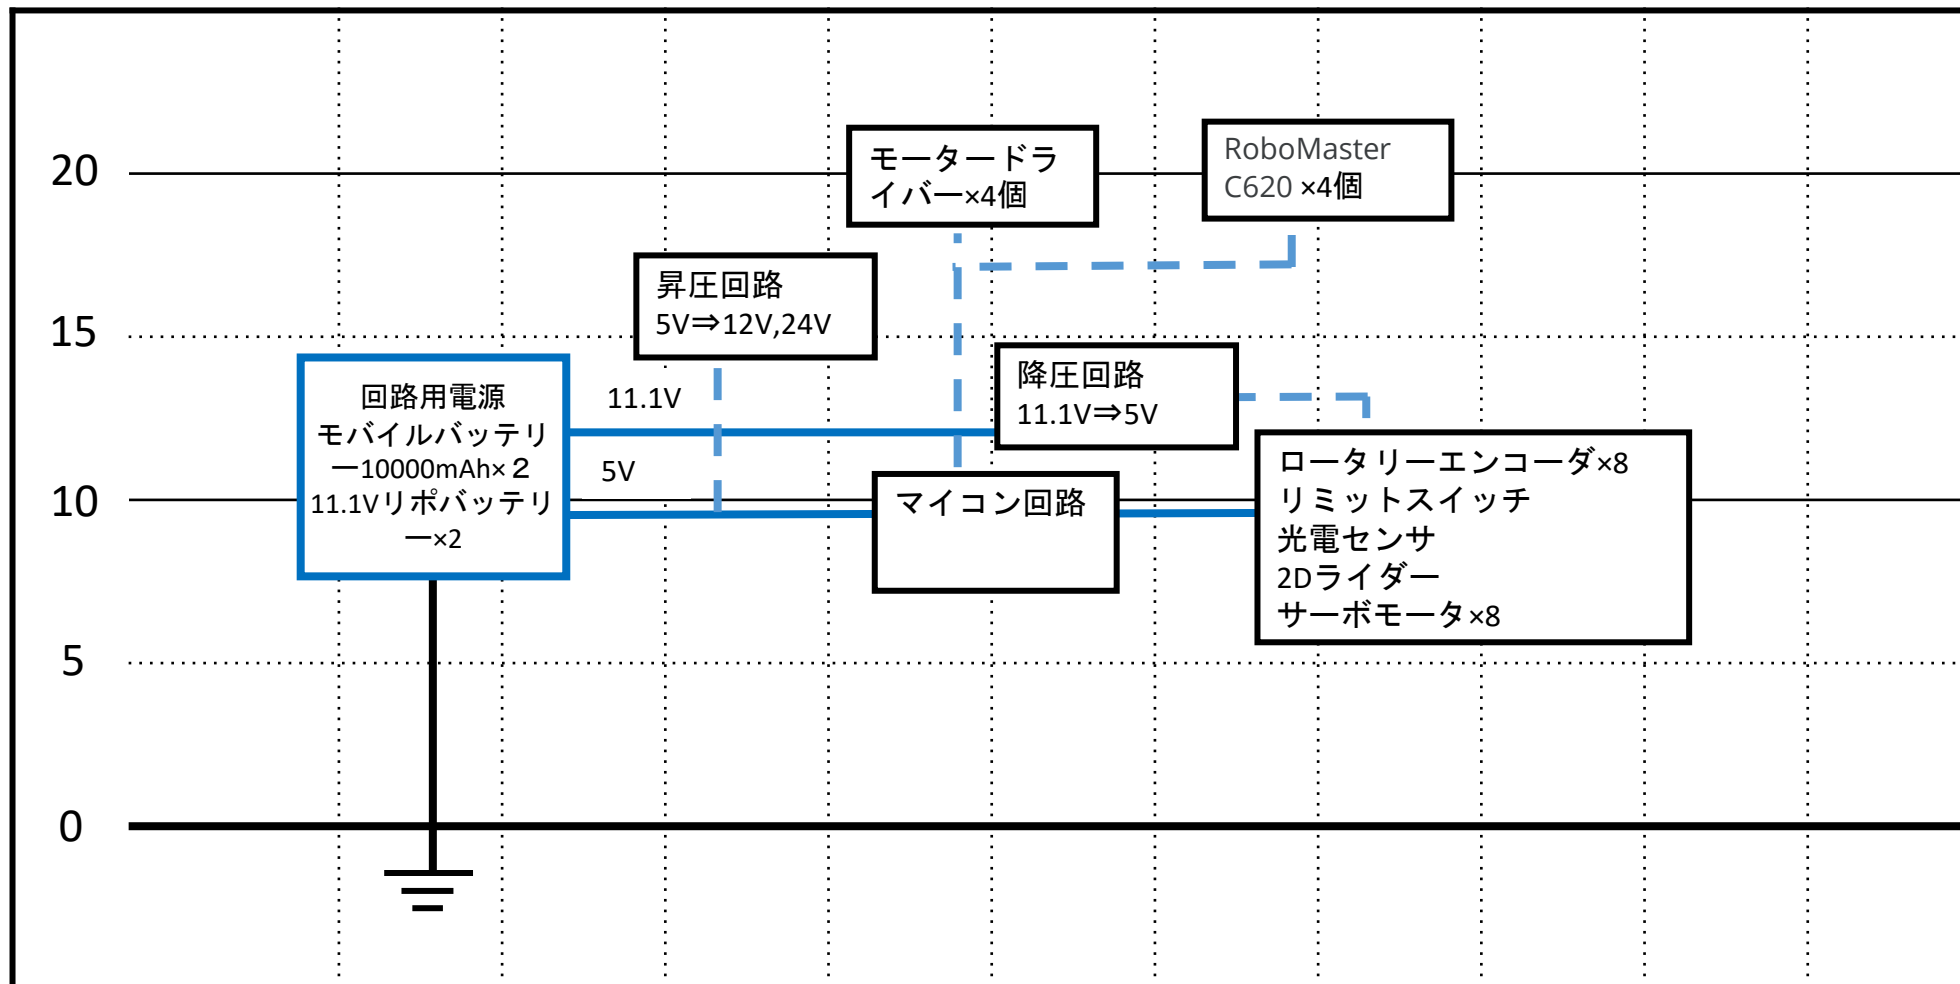 20
モータードラ
イバー×4個
RoboMaster
C620 ×4個
昇圧回路
5V⇒12V,24V
15
回路用電源
モバイルバッテリ
ー10000mAh×２
11.1Vリポバッテリ
ー×2
11.1V
5V
降圧回路
11.1V⇒5V
10
マイコン回路
ロータリーエンコーダ×8
リミットスイッチ
光電センサ
2Dライダー
サーボモータ×8
5
0